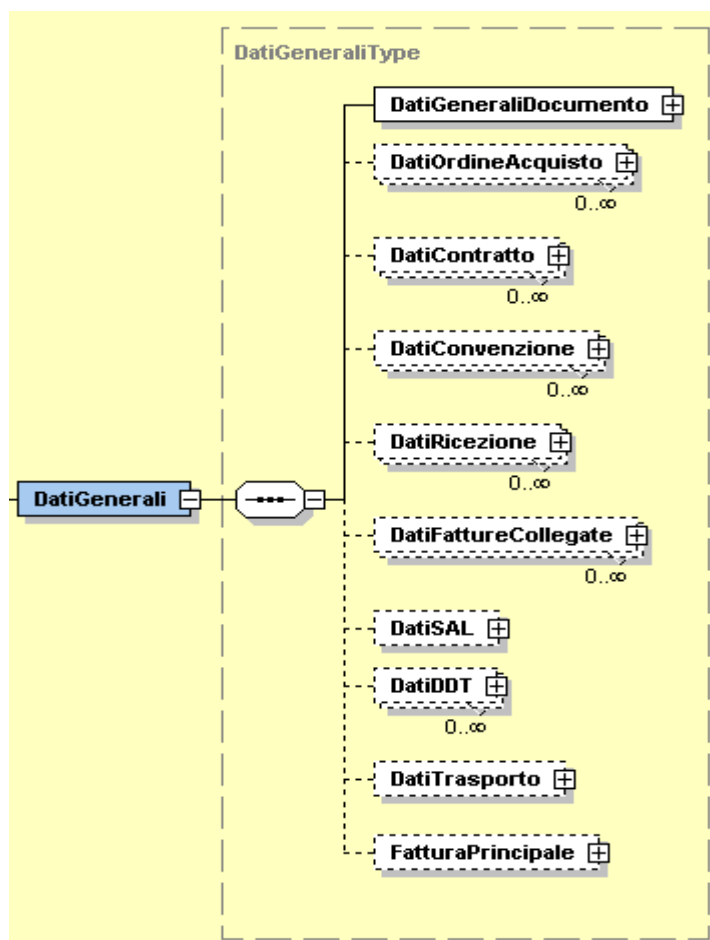 DatiGeneraliType
DatiGeneraliDocumento
DatiOrdineAcquisto
0..∞
DatiContratto
0..∞
DatiConvenzione
0..∞
DatiRicezione
0..∞
DatiGenerali
DatiFattureCollegate
0..∞
DatiSAL
DatiDDT
0..∞
DatiTrasporto
FatturaPrincipale